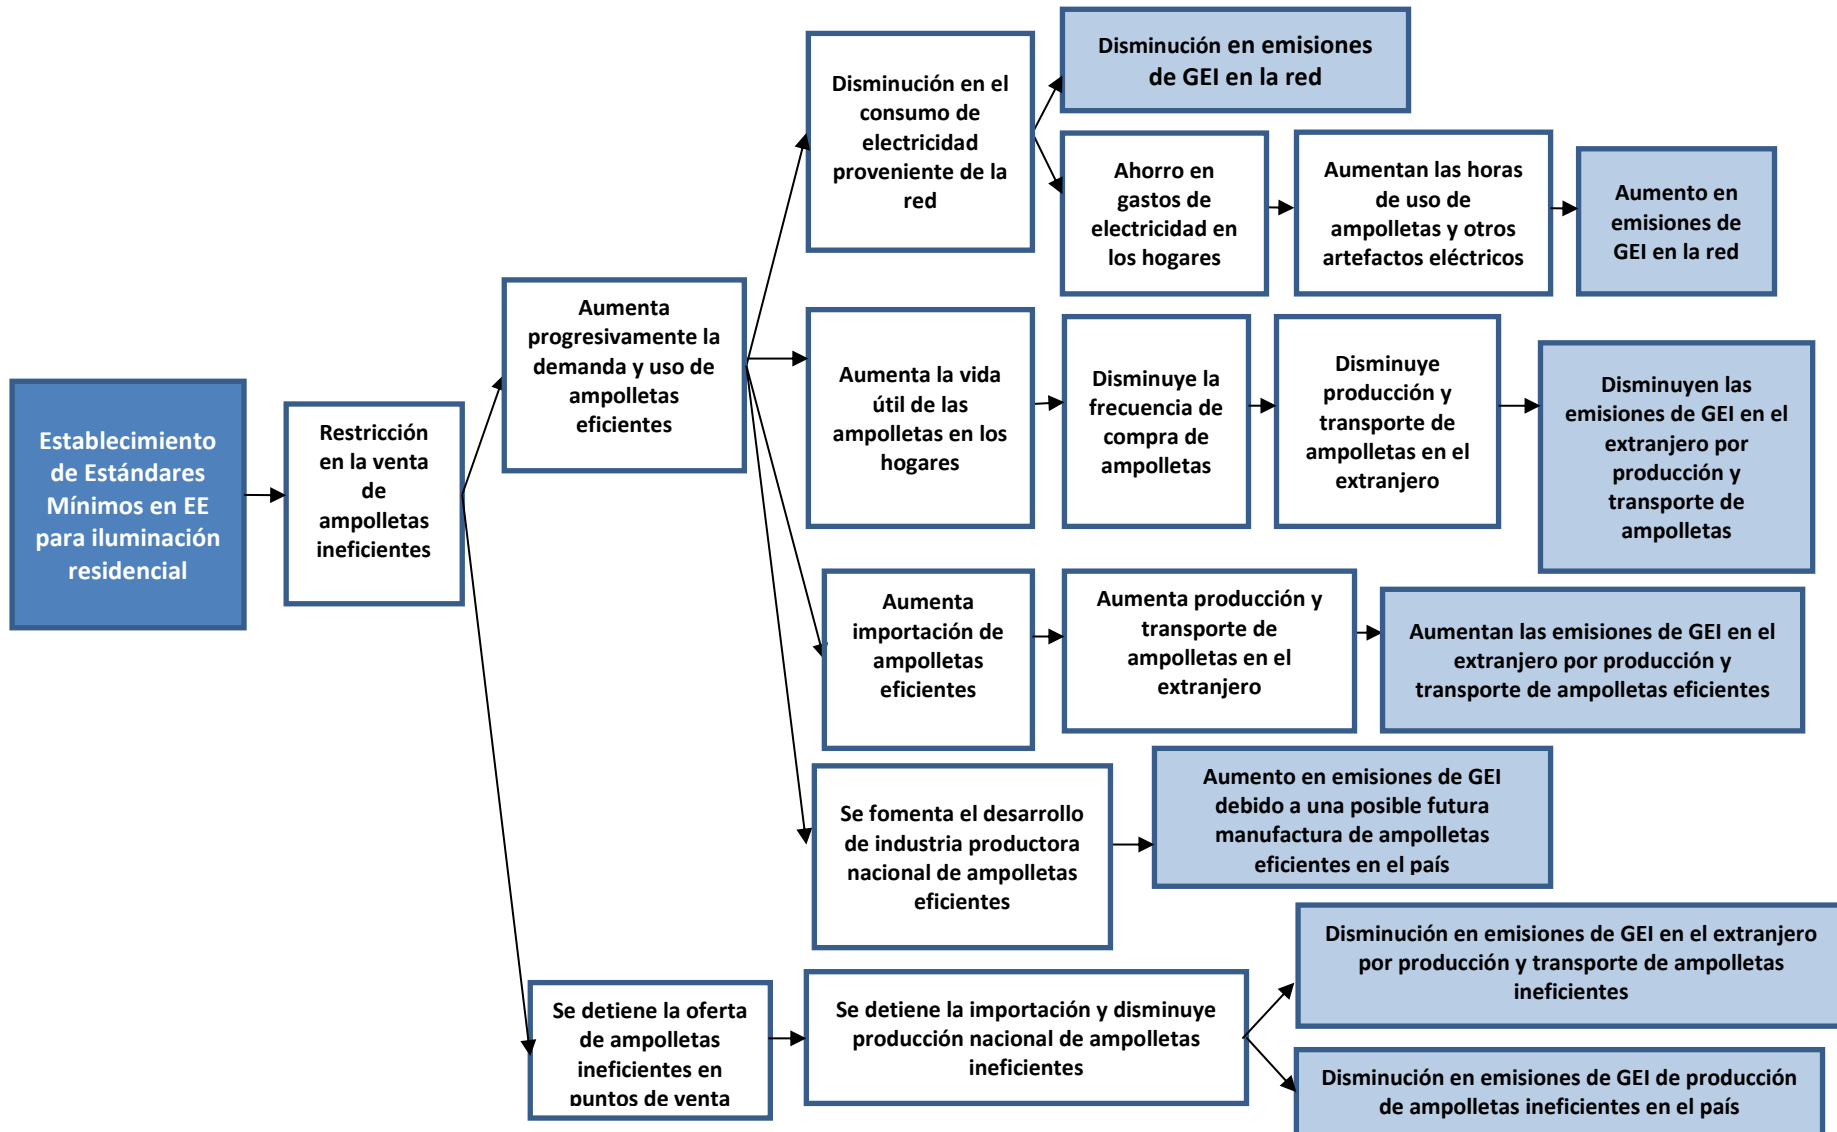 Establecimiento
de Estándares
Mínimos en EE
para iluminación
residencial
Restricción
en la venta
de
ampolletas
ineficientes
Aumenta
progresivamente la
demanda y uso de
ampolletas
eficientes
Disminución en el
consumo de
electricidad
proveniente de la
red
Disminución en emisiones
de GEI en la red
Ahorro en
gastos de
electricidad en
los hogares
Aumentan las horas
de uso de
ampolletas y otros
artefactos eléctricos
Aumento en
emisiones de
GEI en la red
Aumenta la vida
útil de las
ampolletas en los
hogares
Disminuye la
frecuencia de
compra de
ampolletas
Disminuye
producción y
transporte de
ampolletas en el
extranjero
Disminuyen las
emisiones de GEI en el
extranjero por
producción y
transporte de
ampolletas
Aumenta
importación de
ampolletas
eficientes
Aumenta producción y
transporte de
ampolletas en el
extranjero
Aumentan las emisiones de GEI en el
extranjero por producción y
transporte de ampolletas eficientes
Se fomenta el desarrollo
de industria productora
nacional de ampolletas
eficientes
Aumento en emisiones de GEI
debido a una posible futura
manufactura de ampolletas
eficientes en el país
Se detiene la oferta
de ampolletas
ineficientes en
puntos de venta
Se detiene la importación y disminuye
producción nacional de ampolletas
ineficientes
Disminución en emisiones de GEI en el extranjero
por producción y transporte de ampolletas
ineficientes
Disminución en emisiones de GEI de producción
de ampolletas ineficientes en el país